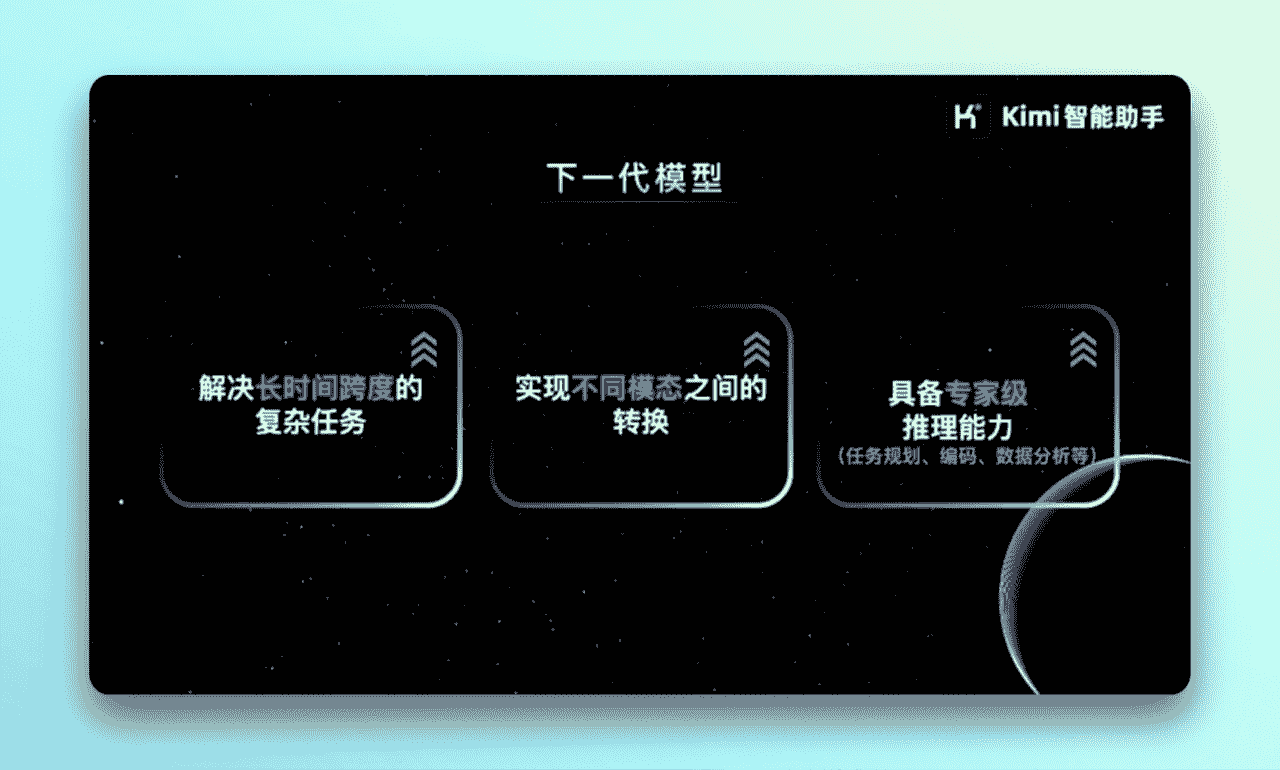 Kimi智能助手
下一代模型
解决长时间跨度的
复杂任务
实现不同模态之间的
转换
具备专家级
推理能力
(任务规划、编码、数据分析等)